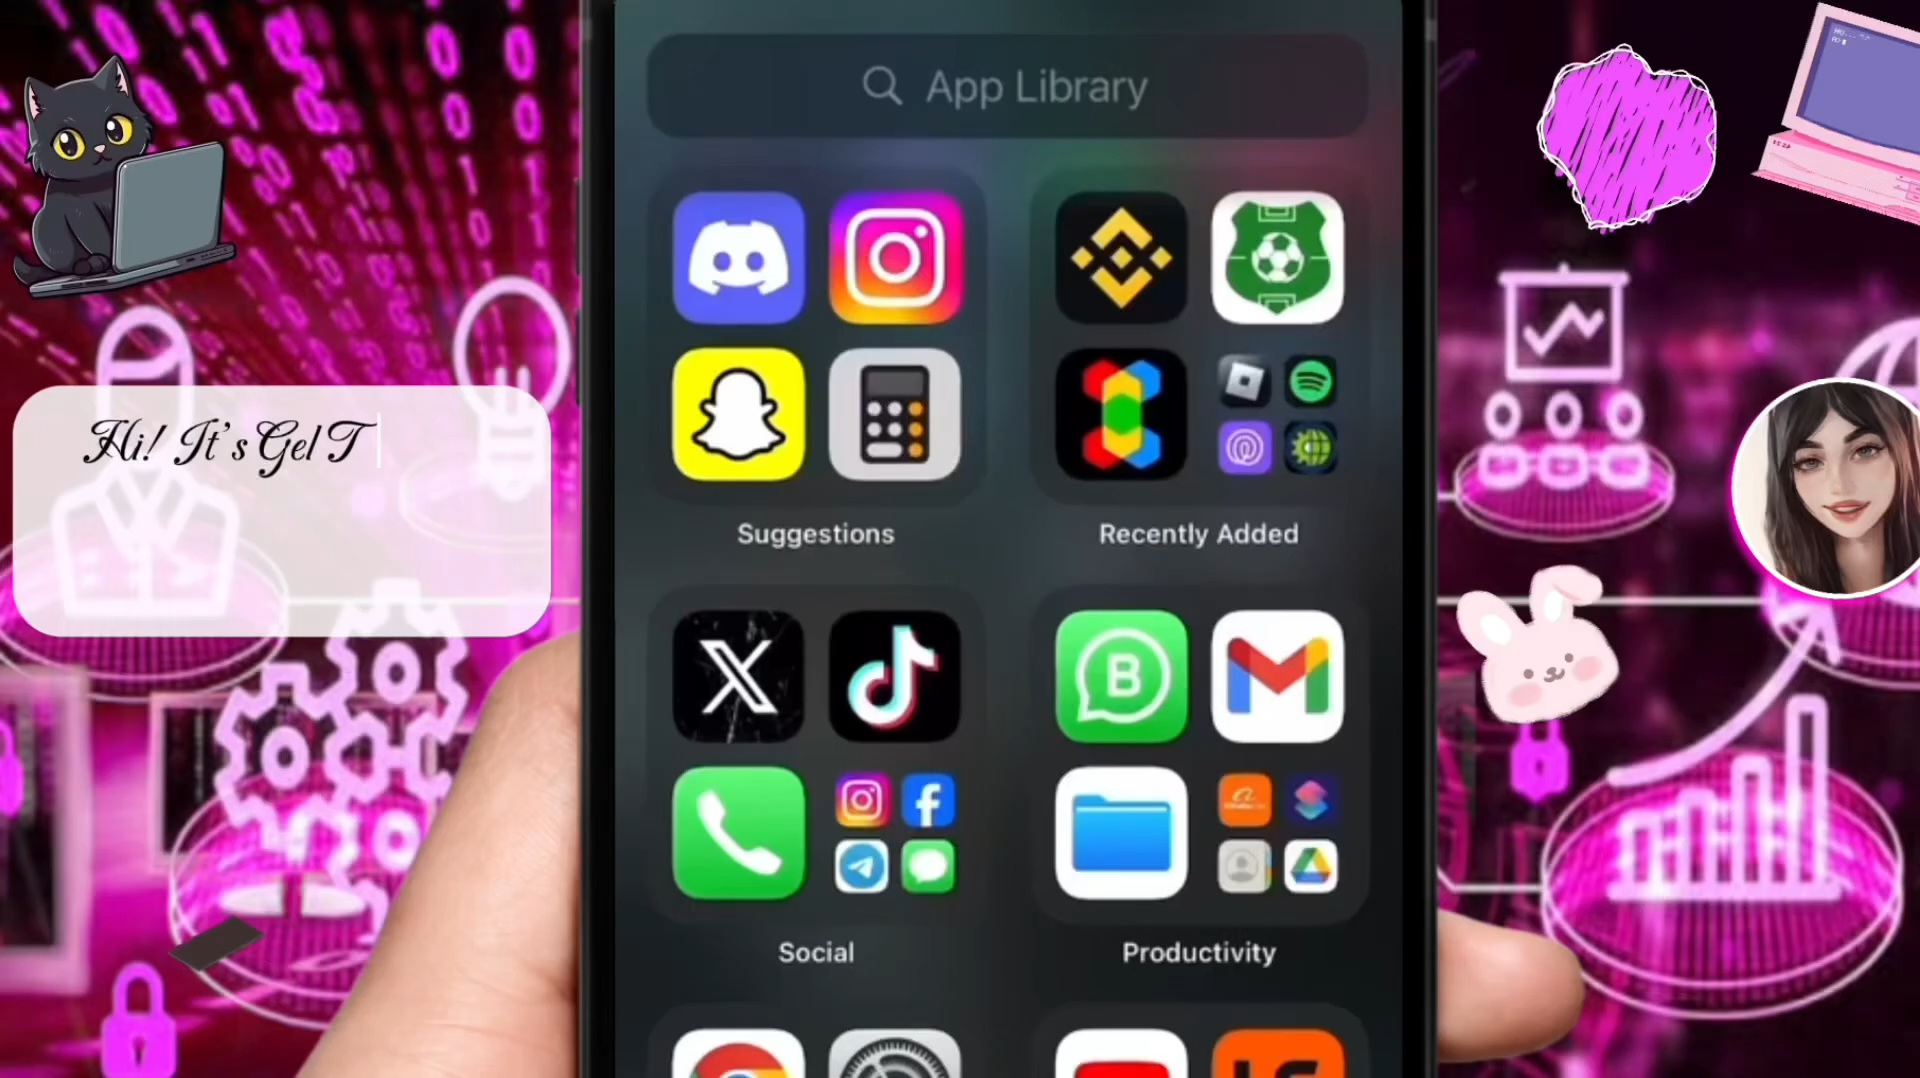 App Library
Hi! It's Gel T
Suggestions
Recently Added
Social
Productivity